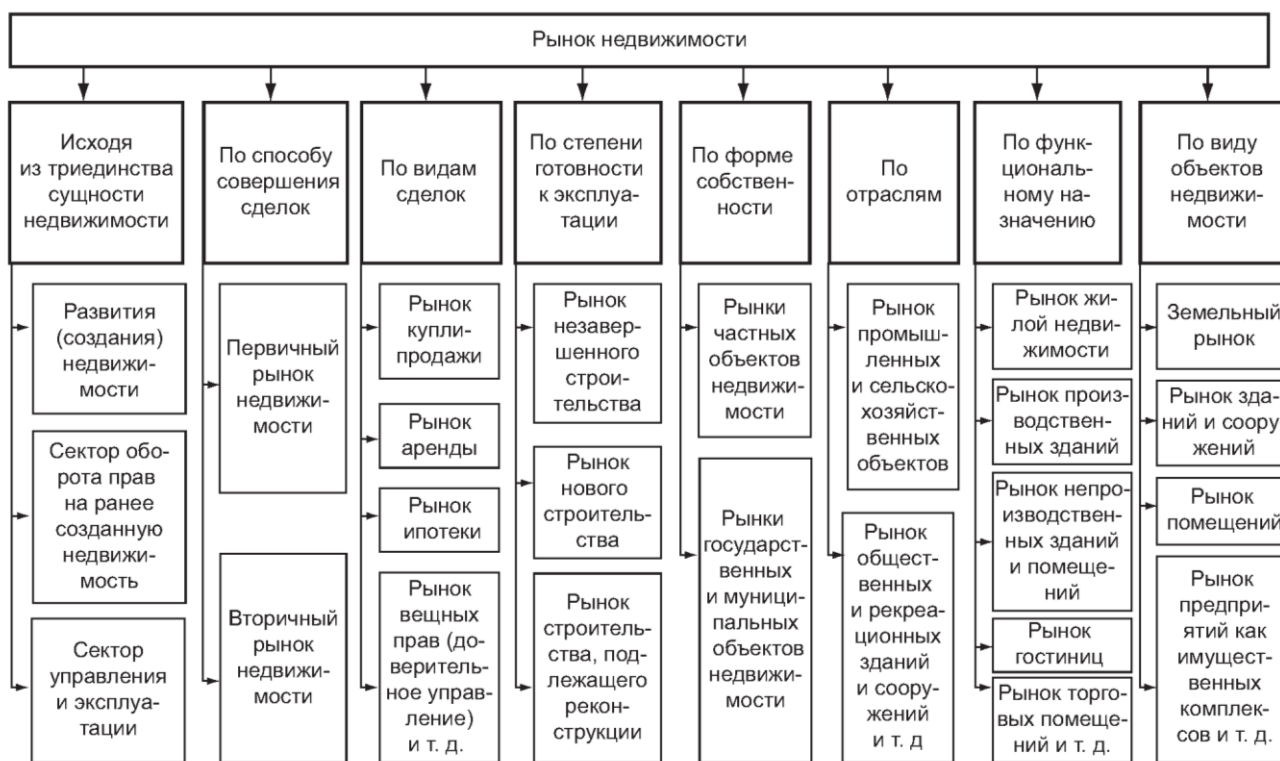 Рынок недвижимости
Исходя
из триединства
сущности
недвижимости
По способу
совершения
сделок
По видам
сделок
По степени
готовности
к эксплуа-
тации
По форме
собствен-
ности
По
отраслям
По функ-
циональ-
ному на-
значению
По виду
объектов
недвижи-
мости
Развития
(создания)
недвижи-
мости
Сектор обо-
рота прав
на ранее
созданную
недвижи-
мость
Сектор
управления
и эксплуа-
тации
Первичный
рынок
недвижи-
мости
Вторичный
рынок
недвижи-
мости
Рынок
купли-
продажи
Рынок
аренды
Рынок
ипотеки
Рынок
вещных
прав (до-
веритель-
ное управ-
ление)
и т. д.
Рынок
незавер-
шенного
строи-
тельства
Рынок
нового
строитель-
ства
Рынок
строитель-
ства, под-
лежащего
рекон-
струкции
Рынки
частных
объектов
недвижи-
мости
Рынки
государст-
венных
и муници-
пальных
объектов
недвижи-
мости
Рынок
промыш-
ленных
и сельско-
хозяйст-
венных
объектов
Рынок
общест-
венных
и рекреа-
ционных
зданий
и соору-
жений
и т. д
Рынок жи-
лой недви-
жимости
Рынок произ-
водствен-
ных зданий
Рынок непро-
изводствен-
ных зданий
и помеще-
ний
Рынок
гостиниц
Рынок торго-
вых помеще-
ний и т. д.
Земельный
рынок
Рынок зда-
ний и соору-
жений
Рынок
помещений
Рынок
предпри-
ятий как
имущест-
венных
комплек-
сов и т. д.